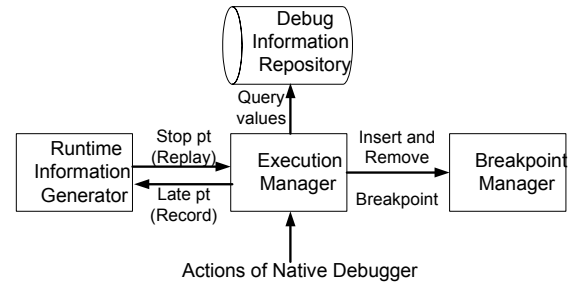 Debug
Information
Repository
Query
values
Runtime
Information
Generator
Stop pt
(Replay)
Late pt
(Record)
Execution
Manager
Insert and
Remove
Breakpoint
Breakpoint
Manager
Actions of Native Debugger